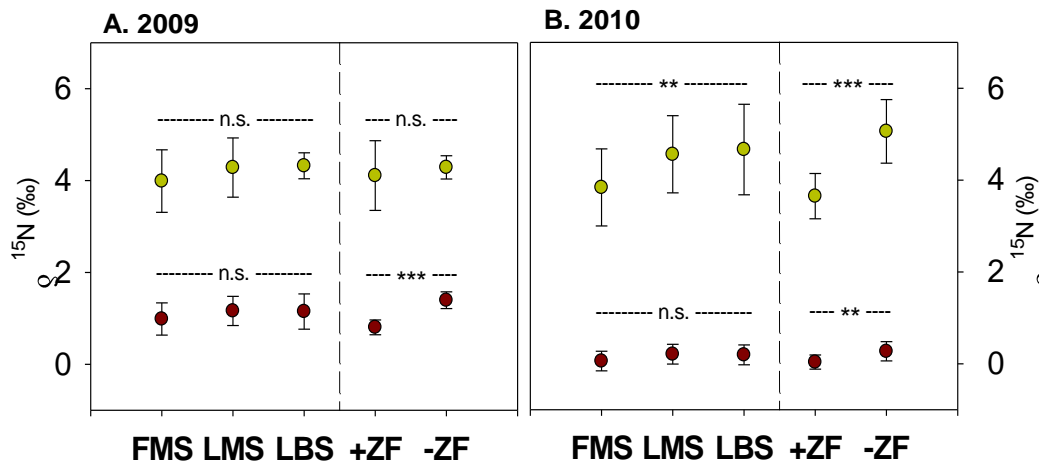 A. 2009
B. 2010
6
4
2
0
δ ¹⁵N (‰)
n.s.
n.s.
n.s.
***
**
***
n.s.
**
6
4
2
0
¹⁵N (‰)
FMS LMS LBS +ZF -ZF
FMS LMS LBS +ZF -ZF